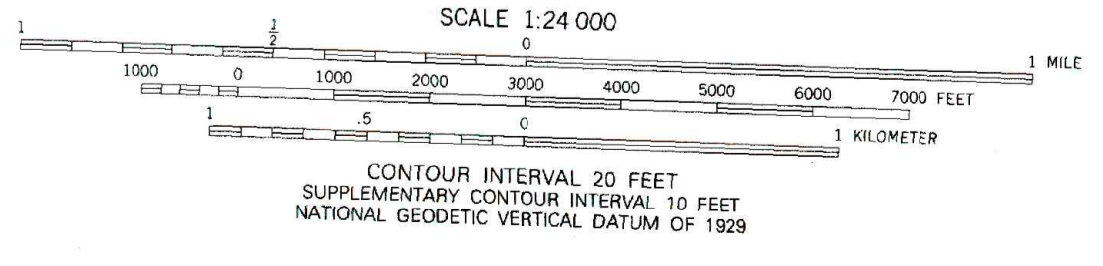 SCALE 1:24 000
1 1/2 0 1 MILE
1000 0 1000 2000 3000 4000 5000 6000 7000 FEET
1 .5 0 1 KILOMETER
CONTOUR INTERVAL 20 FEET
SUPPLEMENTARY CONTOUR INTERVAL 10 FEET
NATIONAL GEODETIC VERTICAL DATUM OF 1929